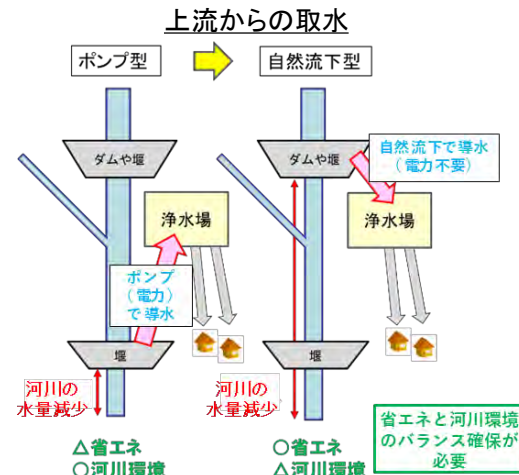 上流からの取水
ポンプ型
自然流下型
ダムや堰
ダムや堰
自然流下で導水
(電力不要)
浄水場
浄水場
ポンプ
(電力)
で導水
堰
堰
河川の
水量減少
河川の
水量減少
△省エネ
○河川環境
○省エネ
△河川環境
省エネと河川環境
のバランス確保が
必要